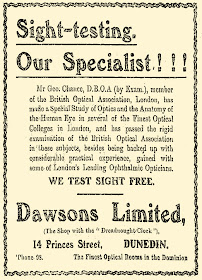 Sight-testing.
Our Specialist!!!
Mr Geo. Chance, D.B.O.A (by Exam.), member
of the British Optical Association, London, has
made a Special Study of Optics and the Anatomy of
the Human Eye in several of the Finest Optical
Colleges in London, and has passed the rigid
examination of the British Optical Association
in these subjects, besides being backed up with
considerable practical experience, gained with
some of London's Leading Ophthalmic Opticians.
WE TEST SIGHT FREE.
Dawsons Limited,
(The Shop with the "Dreadnought Clock"),
14 Princes Street, DUNEDIN.
'Phone 98. The Finest Optical Rooms in the Dominion